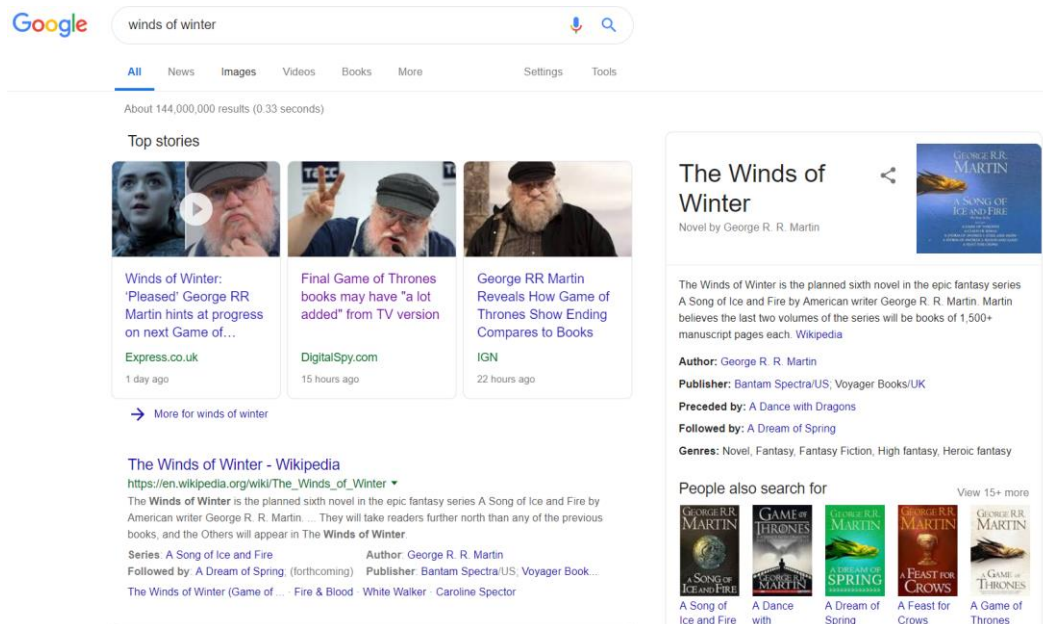 Google
winds of winter
All News Images Videos Books More Settings Tools
About 144,000,000 results (0.33 seconds)
Top stories
тасс
Winds of Winter:
'Pleased' George RR
Martin hints at progress
on next Game of...
Express.co.uk
1 day ago
Final Game of Thrones
books may have "a lot
added" from TV version
DigitalSpy.com
15 hours ago
George RR Martin
Reveals How Game of
Thrones Show Ending
Compares to Books
IGN
22 hours ago
More for winds of winter
The Winds of Winter - Wikipedia
https://en.wikipedia.org/wiki/The_Winds_of_Winter
The Winds of Winter is the planned sixth novel in the epic fantasy series A Song of Ice and Fire by
American writer George R. R. Martin. ... They will take readers further north than any of the previous
books, and the Others will appear in The Winds of Winter.
Series: A Song of Ice and Fire Author: George R. R. Martin
Followed by: A Dream of Spring; (forthcoming) Publisher: Bantam Spectra/US; Voyager Book...
The Winds of Winter (Game of ... · Fire & Blood · White Walker · Caroline Spector
The Winds of
Winter
Novel by George R. R. Martin
GEORGE R.R.
MARTIN
A SONG OF
ICE AND FIRE
The Winds of Winter is the planned sixth novel in the epic fantasy series
A Song of Ice and Fire by American writer George R. R. Martin. Martin
believes the last two volumes of the series will be books of 1,500+
manuscript pages each. Wikipedia
Author: George R. R. Martin
Publisher: Bantam Spectra/US; Voyager Books/UK
Preceded by: A Dance with Dragons
Followed by: A Dream of Spring
Genres: Novel, Fantasy, Fantasy Fiction, High fantasy, Heroic fantasy
People also search for
View 15+ more
GEORGE R.R.
MARTIN
A SONG OF
ICE AND FIRE
GAME OF
THRONES
GEORGE R.R.
MARTIN
GEORGE R.R.
MARTIN
A DREAM OF
SPRING
GEORGE R.R.
MARTIN
A FEAST FOR
CROWS
GEORGE R.R.
MARTIN
A GAME OF
THRONES
A Song of
Ice and Fire
A Dance
with
A Dream of
Spring
A Feast for
Crows
A Game of
Thrones